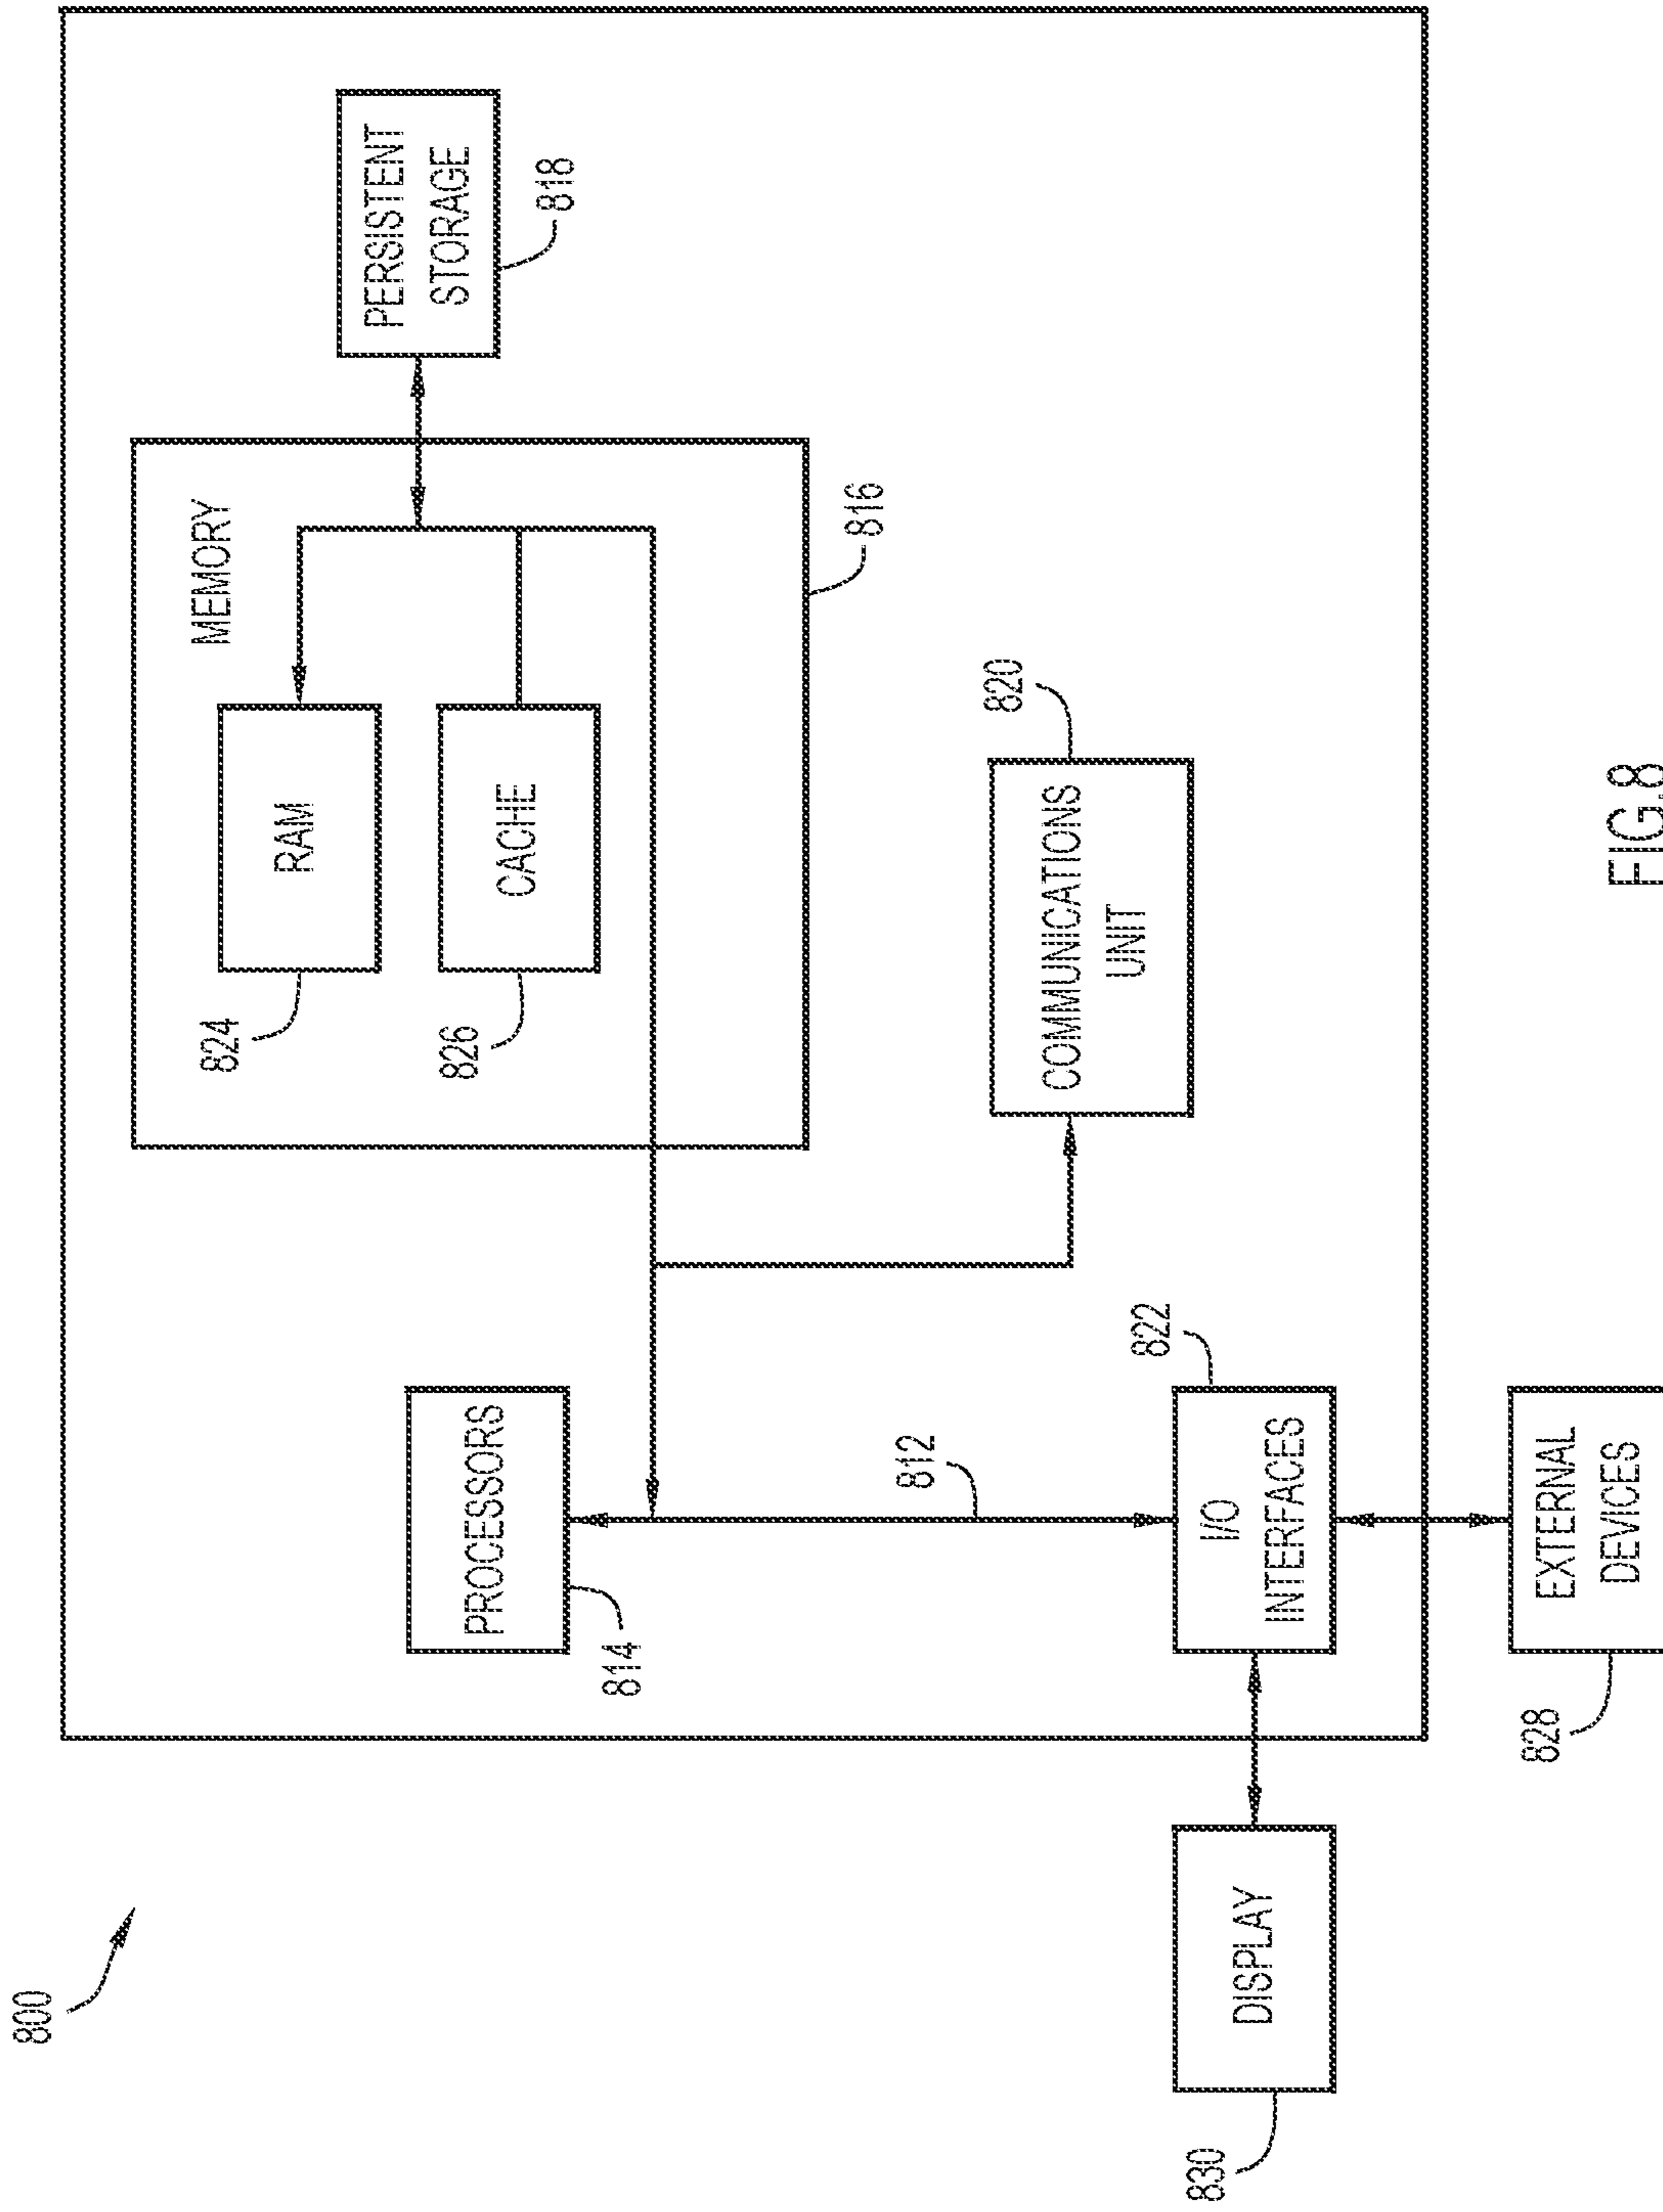 800
MEMORY
RAM
824
CACHE
826
816
PERSISTENT
STORAGE
818
PROCESSORS
814
812
COMMUNICATIONS
UNIT
820
I/O
INTERFACES
822
DISPLAY
830
EXTERNAL
DEVICES
828
FIG.8